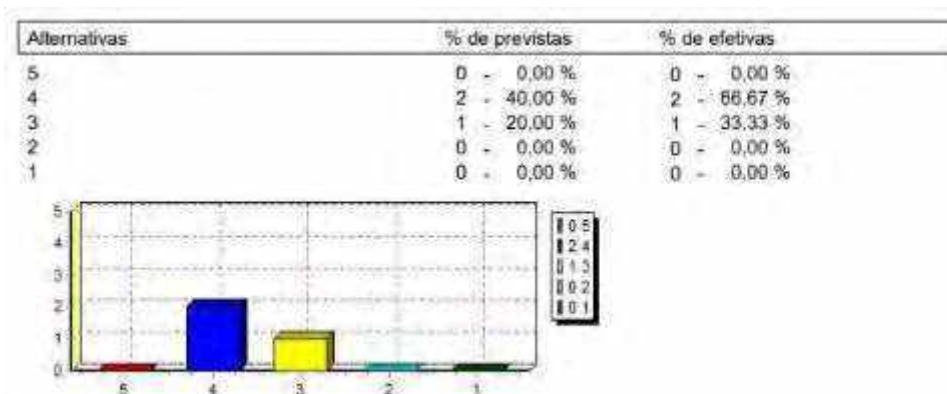 Alternativas % de previstas % de efetivas
5 0 - 0,00 % 0 - 0,00 %
4 2 - 40,00 % 2 - 66,67 %
3 1 - 20,00 % 1 - 33,33 %
2 0 - 0,00 % 0 - 0,00 %
1 0 - 0,00 % 0 - 0,00 %
5
4
3
2
1
0
5 4 3 2 1
0 5
2 4
1 3
0 2
0 1